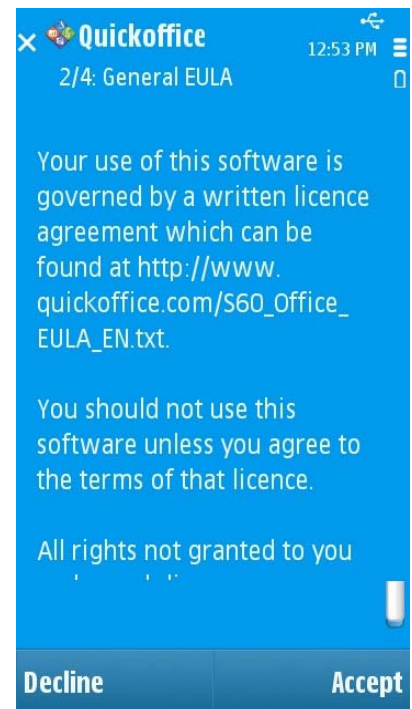 Quickoffice
12:53 PM
2/4: General EULA
Your use of this software is
governed by a written licence
agreement which can be
found at http://www.
quickoffice.com/S60_Office_
EULA_EN.txt.
You should not use this
software unless you agree to
the terms of that licence.
All rights not granted to you
Decline
Accept